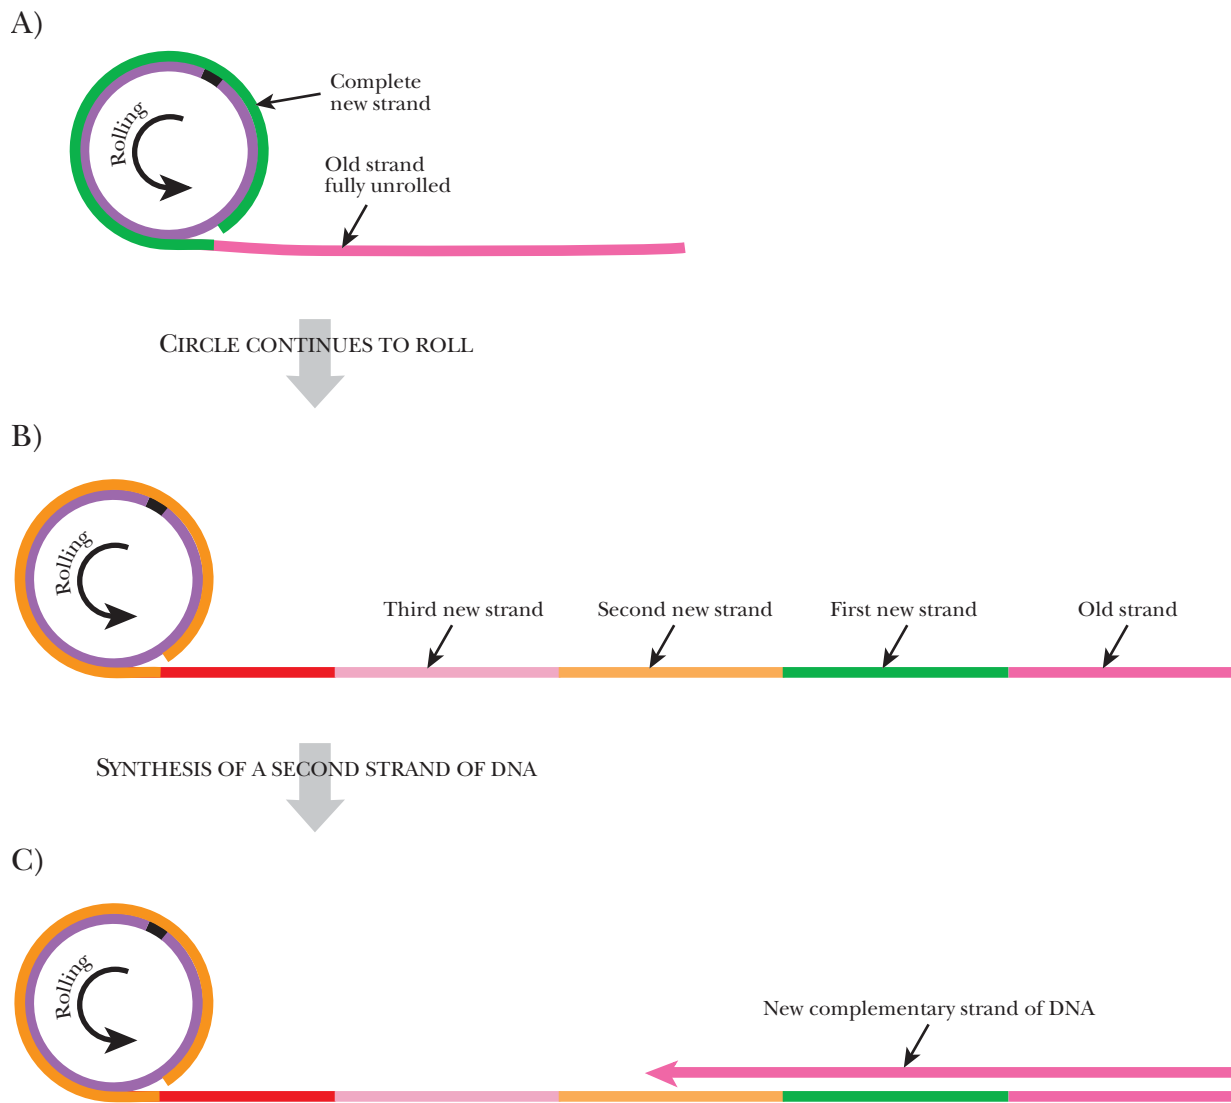 A)
Complete
new strand
Rolling
Old strand
fully unrolled
CIRCLE CONTINUES TO ROLL
B)
Rolling
Third new strand
Second new strand
First new strand
Old strand
SYNTHESIS OF A SECOND STRAND OF DNA
C)
Rolling
New complementary strand of DNA